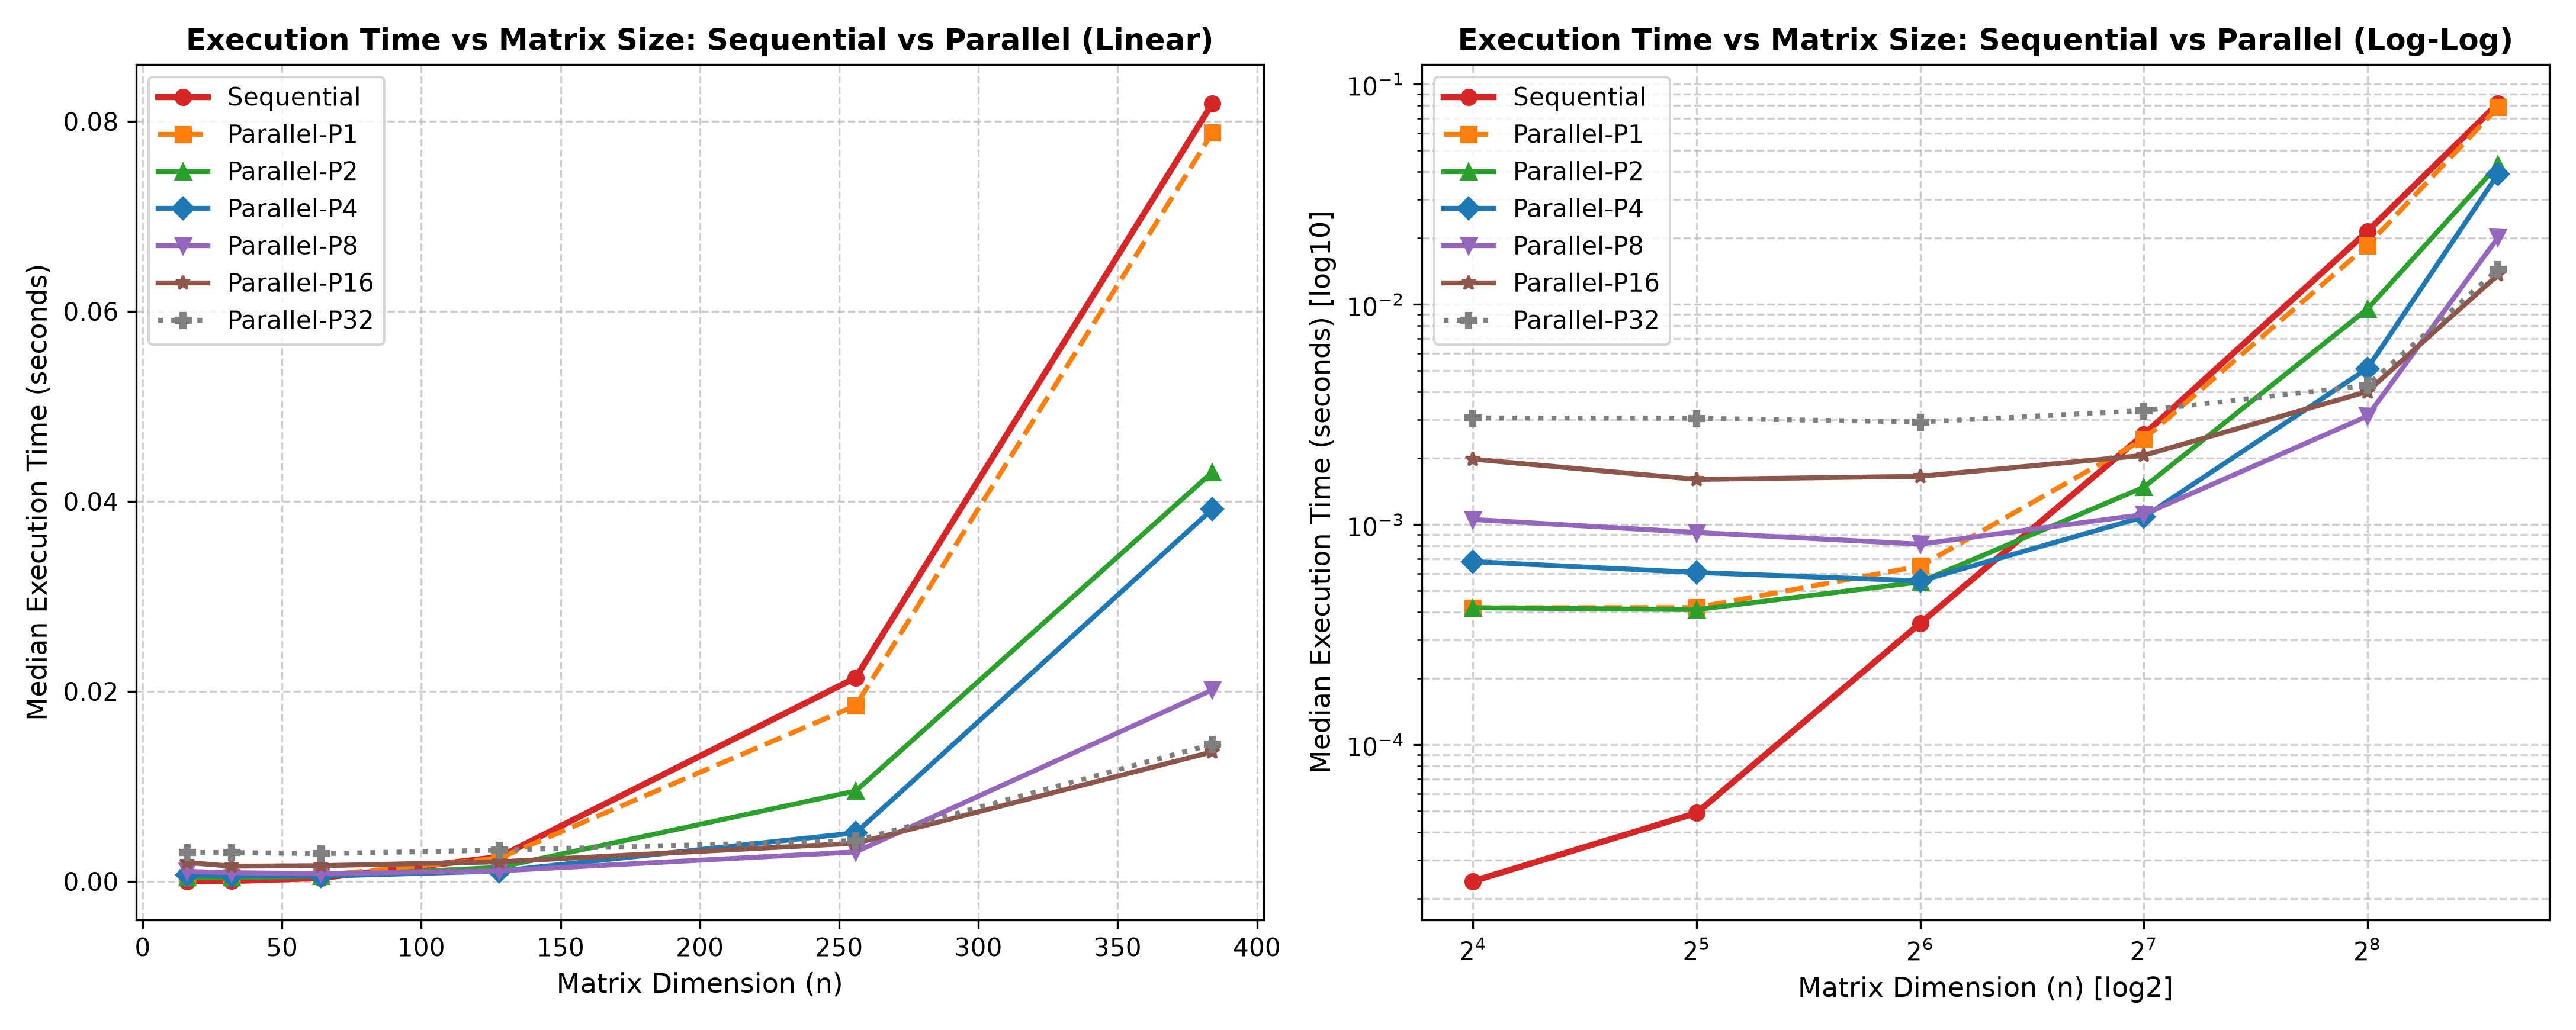 Execution Time vs Matrix Size: Sequential vs Parallel (Linear)
Sequential
Parallel-P1
Parallel-P2
Parallel-P4
Parallel-P8
Parallel-P16
Parallel-P32
Median Execution Time (seconds)
0.08
0.06
0.04
0.02
0.00
0 50 100 150 200 250 300 350 400
Matrix Dimension (n)
Execution Time vs Matrix Size: Sequential vs Parallel (Log-Log)
Sequential
Parallel-P1
Parallel-P2
Parallel-P4
Parallel-P8
Parallel-P16
Parallel-P32
Median Execution Time (seconds) [log10]
10⁻¹
10⁻²
10⁻³
10⁻⁴
2⁴ 2⁵ 2⁶ 2⁷ 2⁸
Matrix Dimension (n) [log2]